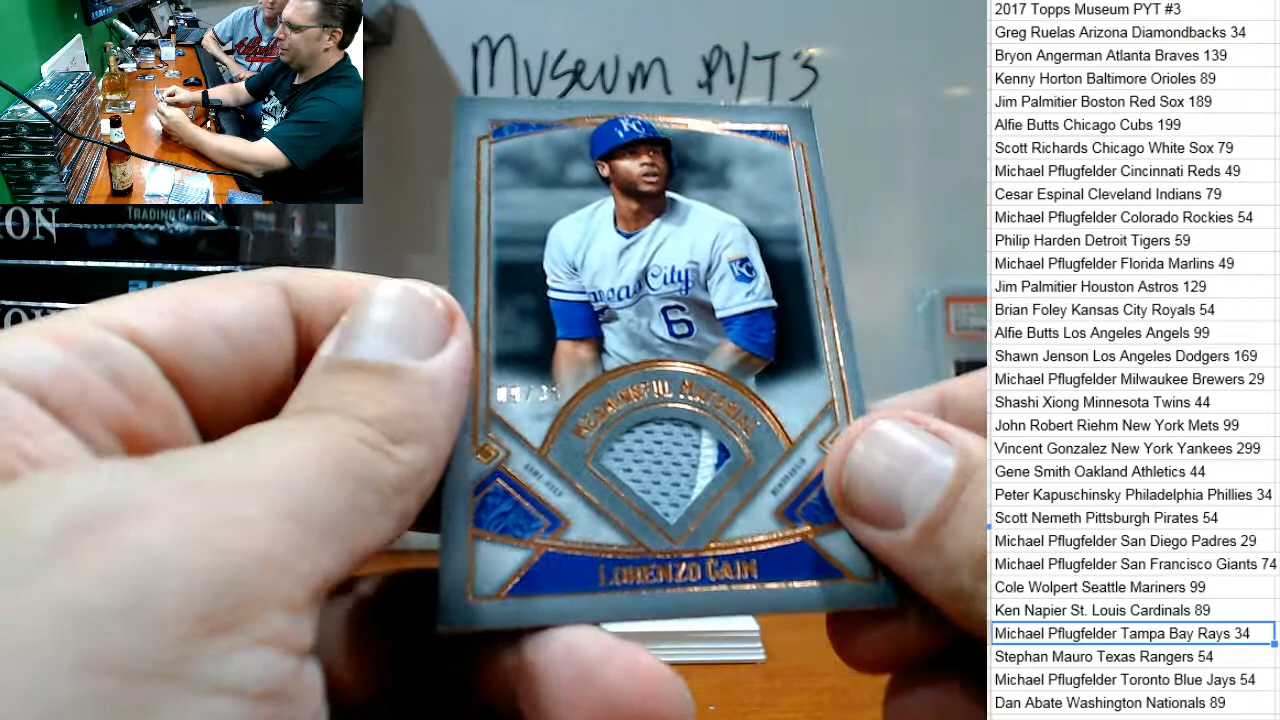 MUSEUM PYT'S
TRADING CARDS
ON
KC
Kansas City
KC
6
MEANINGFUL MATERIAL
GAME-USED
MEMORABILIA
LORENZO CAIN
2017 Topps Museum PYT #3
Greg Ruelas Arizona Diamondbacks 34
Bryon Angerman Atlanta Braves 139
Kenny Horton Baltimore Orioles 89
Jim Palmitier Boston Red Sox 189
Alfie Butts Chicago Cubs 199
Scott Richards Chicago White Sox 79
Michael Pflugfelder Cincinnati Reds 49
Cesar Espinal Cleveland Indians 79
Michael Pflugfelder Colorado Rockies 54
Philip Harden Detroit Tigers 59
Michael Pflugfelder Florida Marlins 49
Jim Palmitier Houston Astros 129
Brian Foley Kansas City Royals 54
Alfie Butts Los Angeles Angels 99
Shawn Jenson Los Angeles Dodgers 169
Michael Pflugfelder Milwaukee Brewers 29
Shashi Xiong Minnesota Twins 44
John Robert Riehm New York Mets 99
Vincent Gonzalez New York Yankees 299
Gene Smith Oakland Athletics 44
Peter Kapuschinsky Philadelphia Phillies 34
Scott Nemeth Pittsburgh Pirates 54
Michael Pflugfelder San Diego Padres 29
Michael Pflugfelder San Francisco Giants 74
Cole Wolpert Seattle Mariners 99
Ken Napier St. Louis Cardinals 89
Michael Pflugfelder Tampa Bay Rays 34
Stephan Mauro Texas Rangers 54
Michael Pflugfelder Toronto Blue Jays 54
Dan Abate Washington Nationals 89